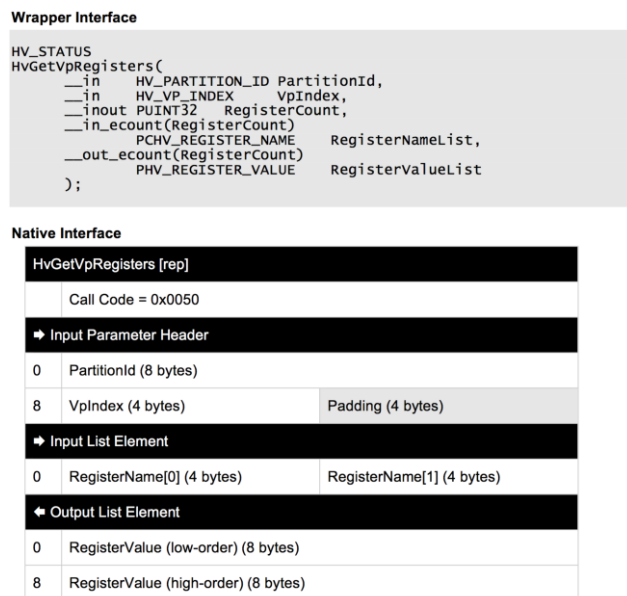 Wrapper Interface
HV_STATUS
HvGetVpRegisters(
__in HV_PARTITION_ID PartitionId,
__in HV_VP_INDEX VpIndex,
__inout PUINT32 RegisterCount,
__in_ecount(RegisterCount)
PCHV_REGISTER_NAME RegisterNameList,
__out_ecount(RegisterCount)
PHV_REGISTER_VALUE RegisterValueList
);
Native Interface
HvGetVpRegisters [rep]
Call Code = 0x0050
➡ Input Parameter Header
0 PartitionId (8 bytes)
8 VpIndex (4 bytes) Padding (4 bytes)
➡ Input List Element
0 RegisterName[0] (4 bytes) RegisterName[1] (4 bytes)
⬅ Output List Element
0 RegisterValue (low-order) (8 bytes)
8 RegisterValue (high-order) (8 bytes)